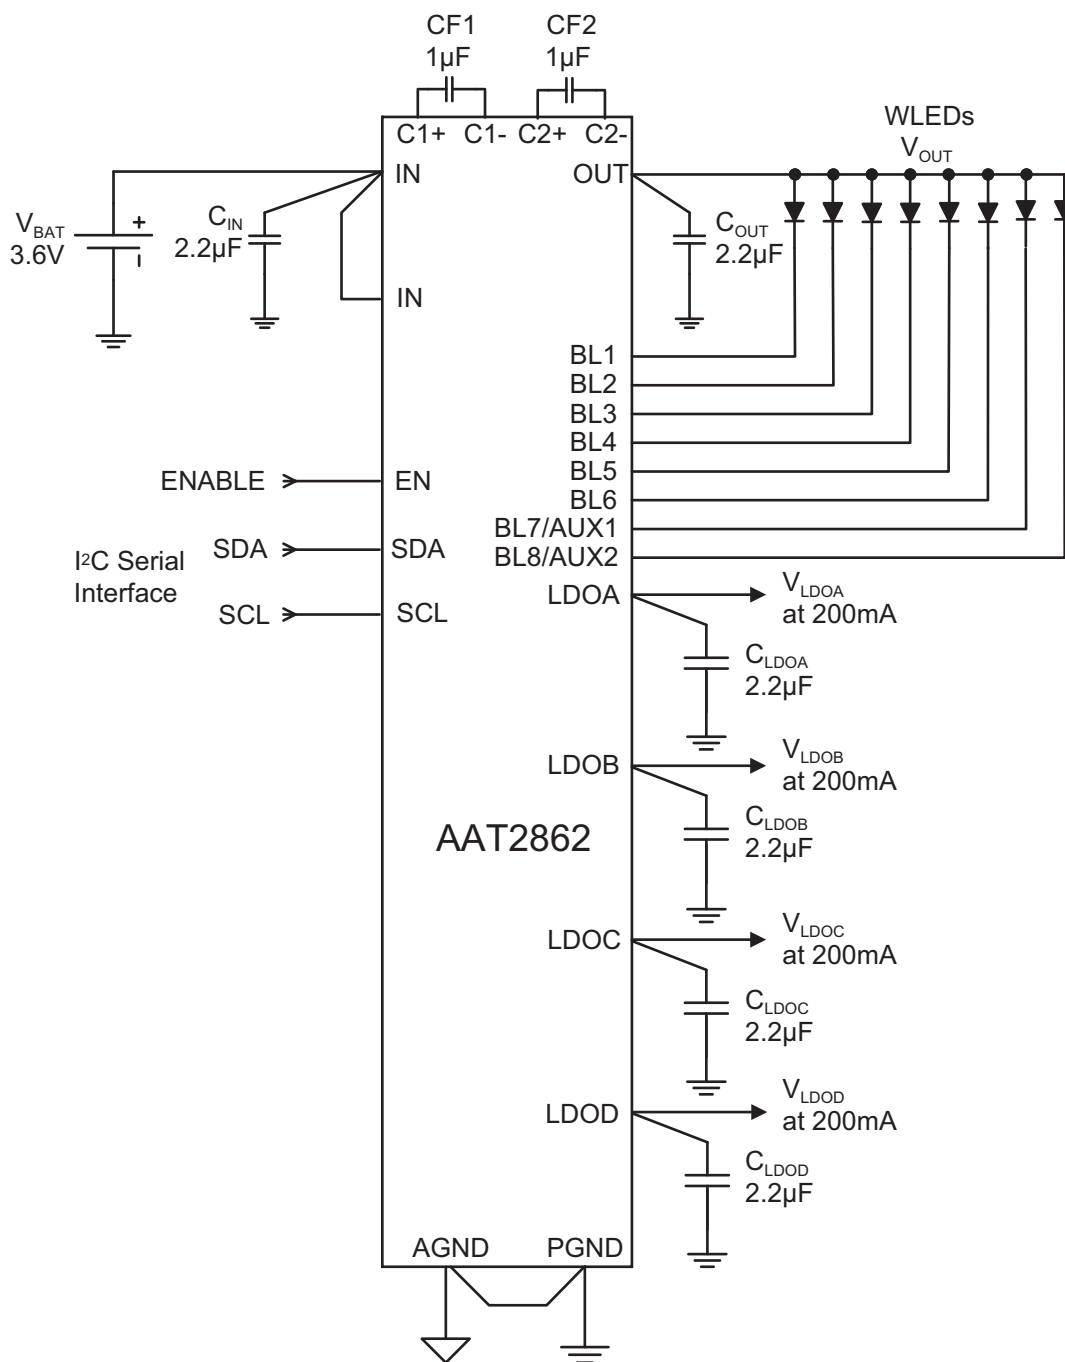 CF1
1µF
CF2
1µF
C1+ C1- C2+ C2-
WLEDs
VOUT
IN
OUT
VBAT
3.6V
+
–
CIN
2.2µF
COUT
2.2µF
IN
BL1
BL2
BL3
BL4
BL5
BL6
BL7/AUX1
BL8/AUX2
ENABLE
EN
I2C Serial
Interface
SDA
SDA
SCL
SCL
LDOA
VLDOA
at 200mA
CLDOA
2.2µF
LDOB
VLDOB
at 200mA
CLDOB
2.2µF
AAT2862
LDOC
VLDOC
at 200mA
CLDOC
2.2µF
LDOD
VLDOD
at 200mA
CLDOD
2.2µF
AGND
PGND